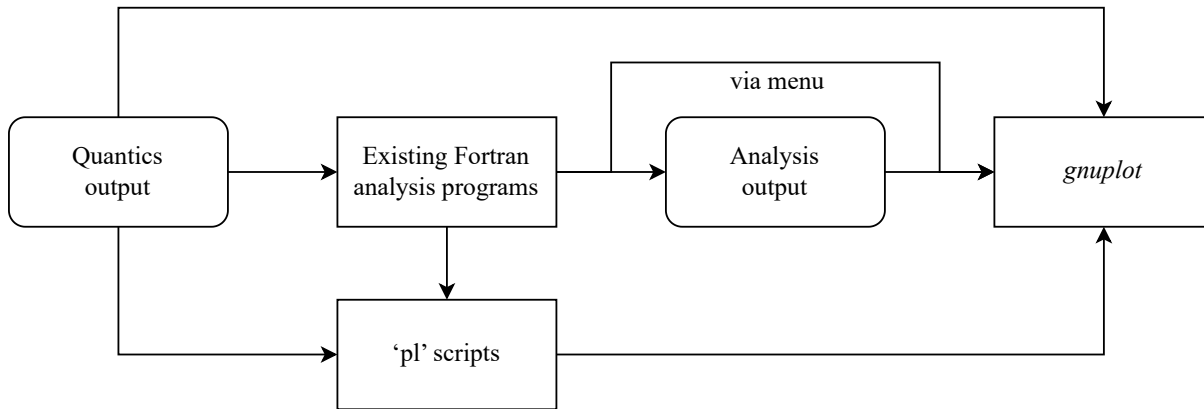 via menu
Quantics
output
Existing Fortran
analysis programs
Analysis
output
gnuplot
‘pl’ scripts